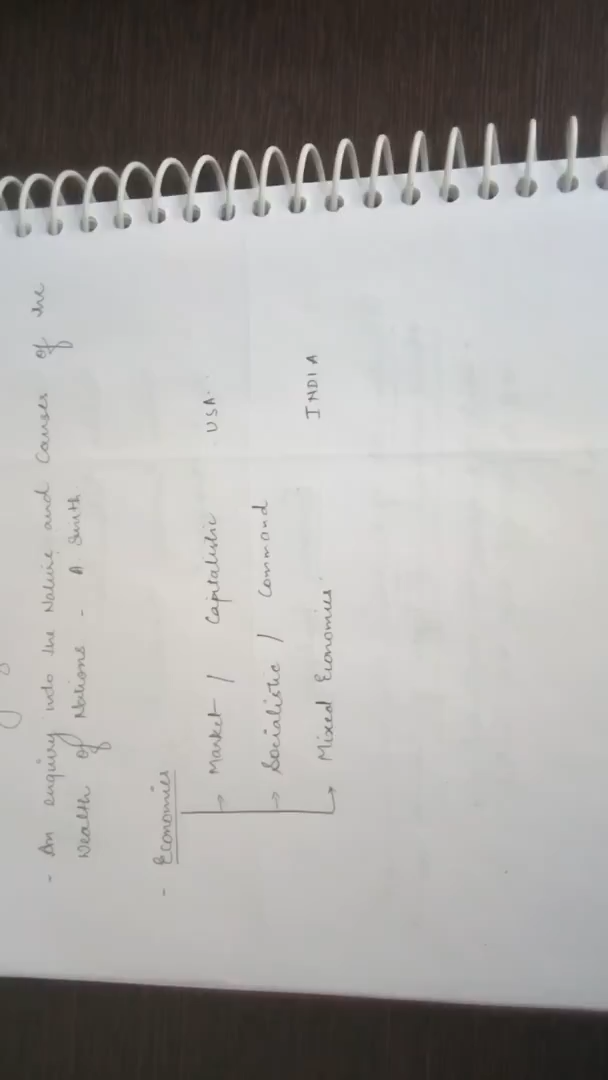 - An enquiry into the Nature and Causes of the
Wealth of Nations - A Smith.
- Economies
→ Market / Capitalistic USA.
→ Socialistic / Command
→ Mixed Economies. INDIA